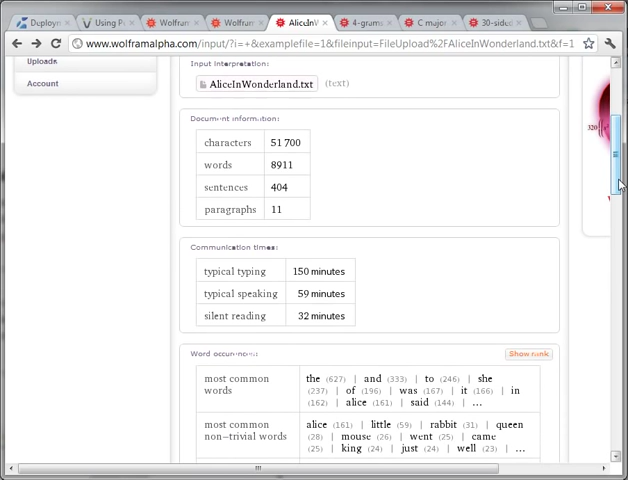 Deployn
Using P
Wolfran
Wolfram
AliceInW
4-grams
C major
30-sided
www.wolframalpha.com/input/?i=+&examplefile=1&fileinput=FileUpload%2FAliceInWonderland.txt&f=1
Uploads
Account
Input interpretation:
AliceInWonderland.txt (text)
Document information:
characters 51 700
words 8911
sentences 404
paragraphs 11
Communication times:
typical typing 150 minutes
typical speaking 59 minutes
silent reading 32 minutes
Word occurrences:
Show rank
most common words
the (627) | and (333) | to (246) | she
(237) | of (196) | was (167) | it (166) | in
(162) | alice (161) | said (144) | ...
most common non-trivial words
alice (161) | little (59) | rabbit (31) | queen
(28) | mouse (26) | went (25) | came
(25) | king (24) | just (24) | well (23) | ...
320